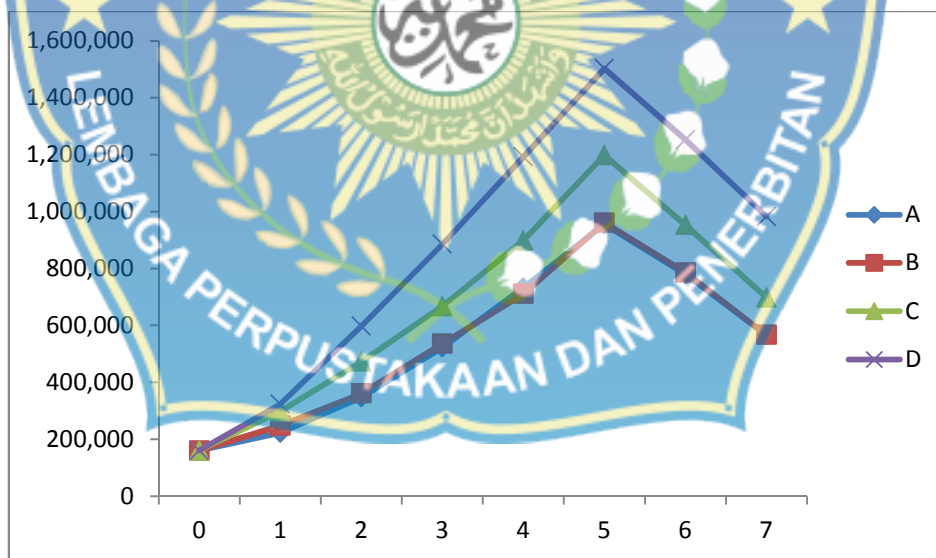 1,600,000
1,400,000
1,200,000
1,000,000
800,000
600,000
400,000
200,000
0
0 1 2 3 4 5 6 7
A
B
C
D
LEMBAGA PERPUSTAKAAN DAN PENERBITAN